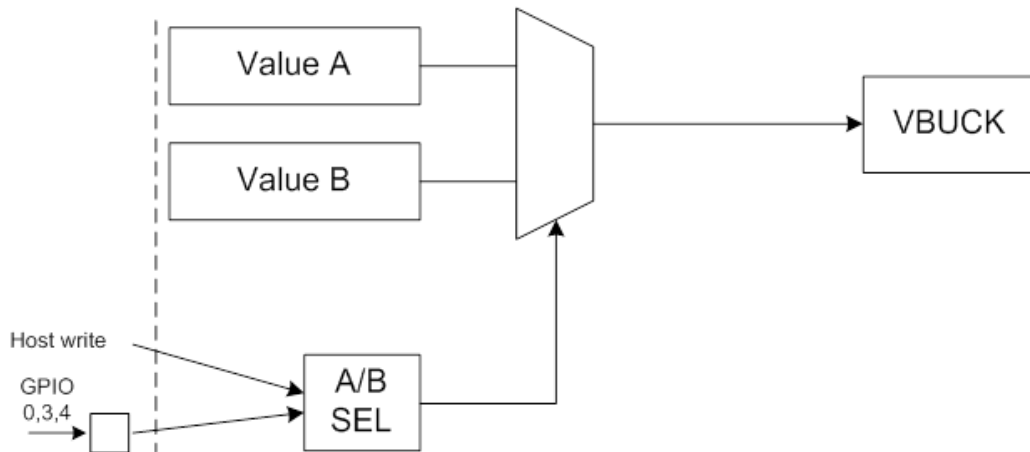 Value A
VBUCK
Value B
Host write
GPIO
0,3,4
A/B
SEL